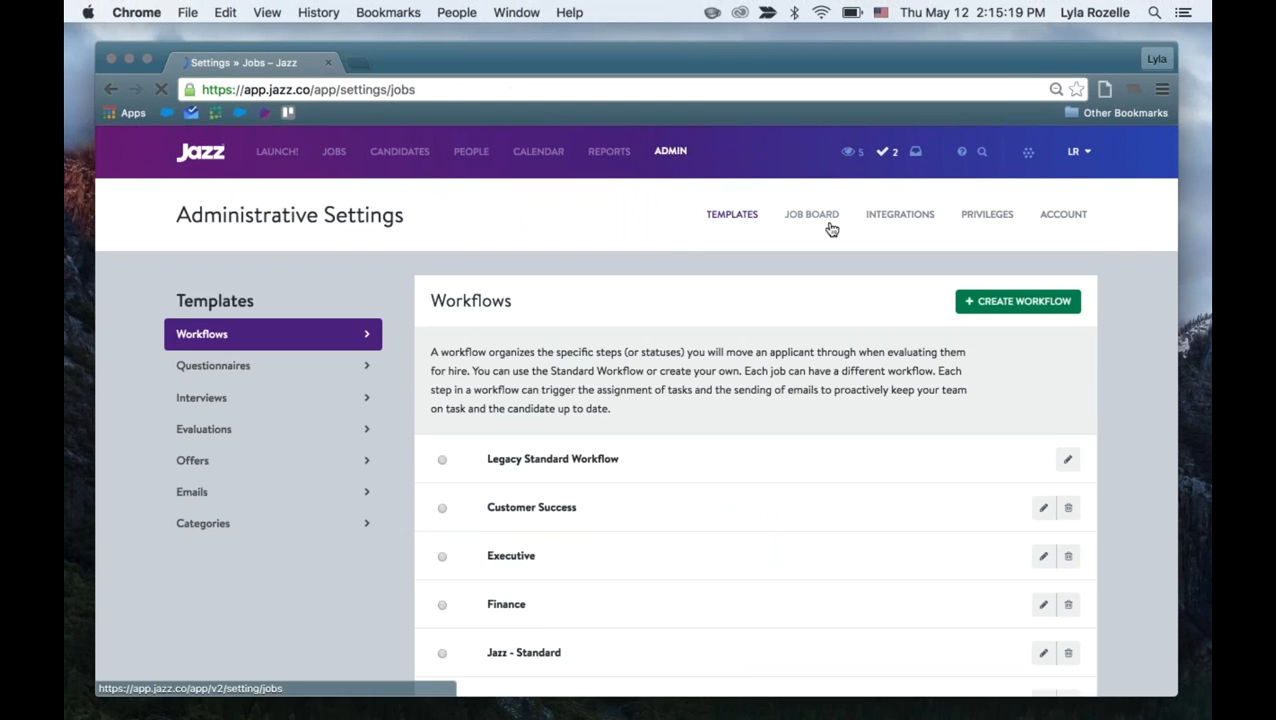 Chrome File Edit View History Bookmarks People Window Help Thu May 12 2:15:19 PM Lyla Rozelle
Settings » Jobs – Jazz × Lyla
https://app.jazz.co/app/settings/jobs
Apps Other Bookmarks
Jazz LAUNCH! JOBS CANDIDATES PEOPLE CALENDAR REPORTS ADMIN 5 2 ? LR
Administrative Settings TEMPLATES JOB BOARD INTEGRATIONS PRIVILEGES ACCOUNT
Templates
Workflows
Questionnaires
Interviews
Evaluations
Offers
Emails
Categories
Workflows + CREATE WORKFLOW
A workflow organizes the specific steps (or statuses) you will move an applicant through when evaluating them
for hire. You can use the Standard Workflow or create your own. Each job can have a different workflow. Each
step in a workflow can trigger the assignment of tasks and the sending of emails to proactively keep your team
on task and the candidate up to date.
Legacy Standard Workflow
Customer Success
Executive
Finance
Jazz - Standard
https://app.jazz.co/app/v2/setting/jobs